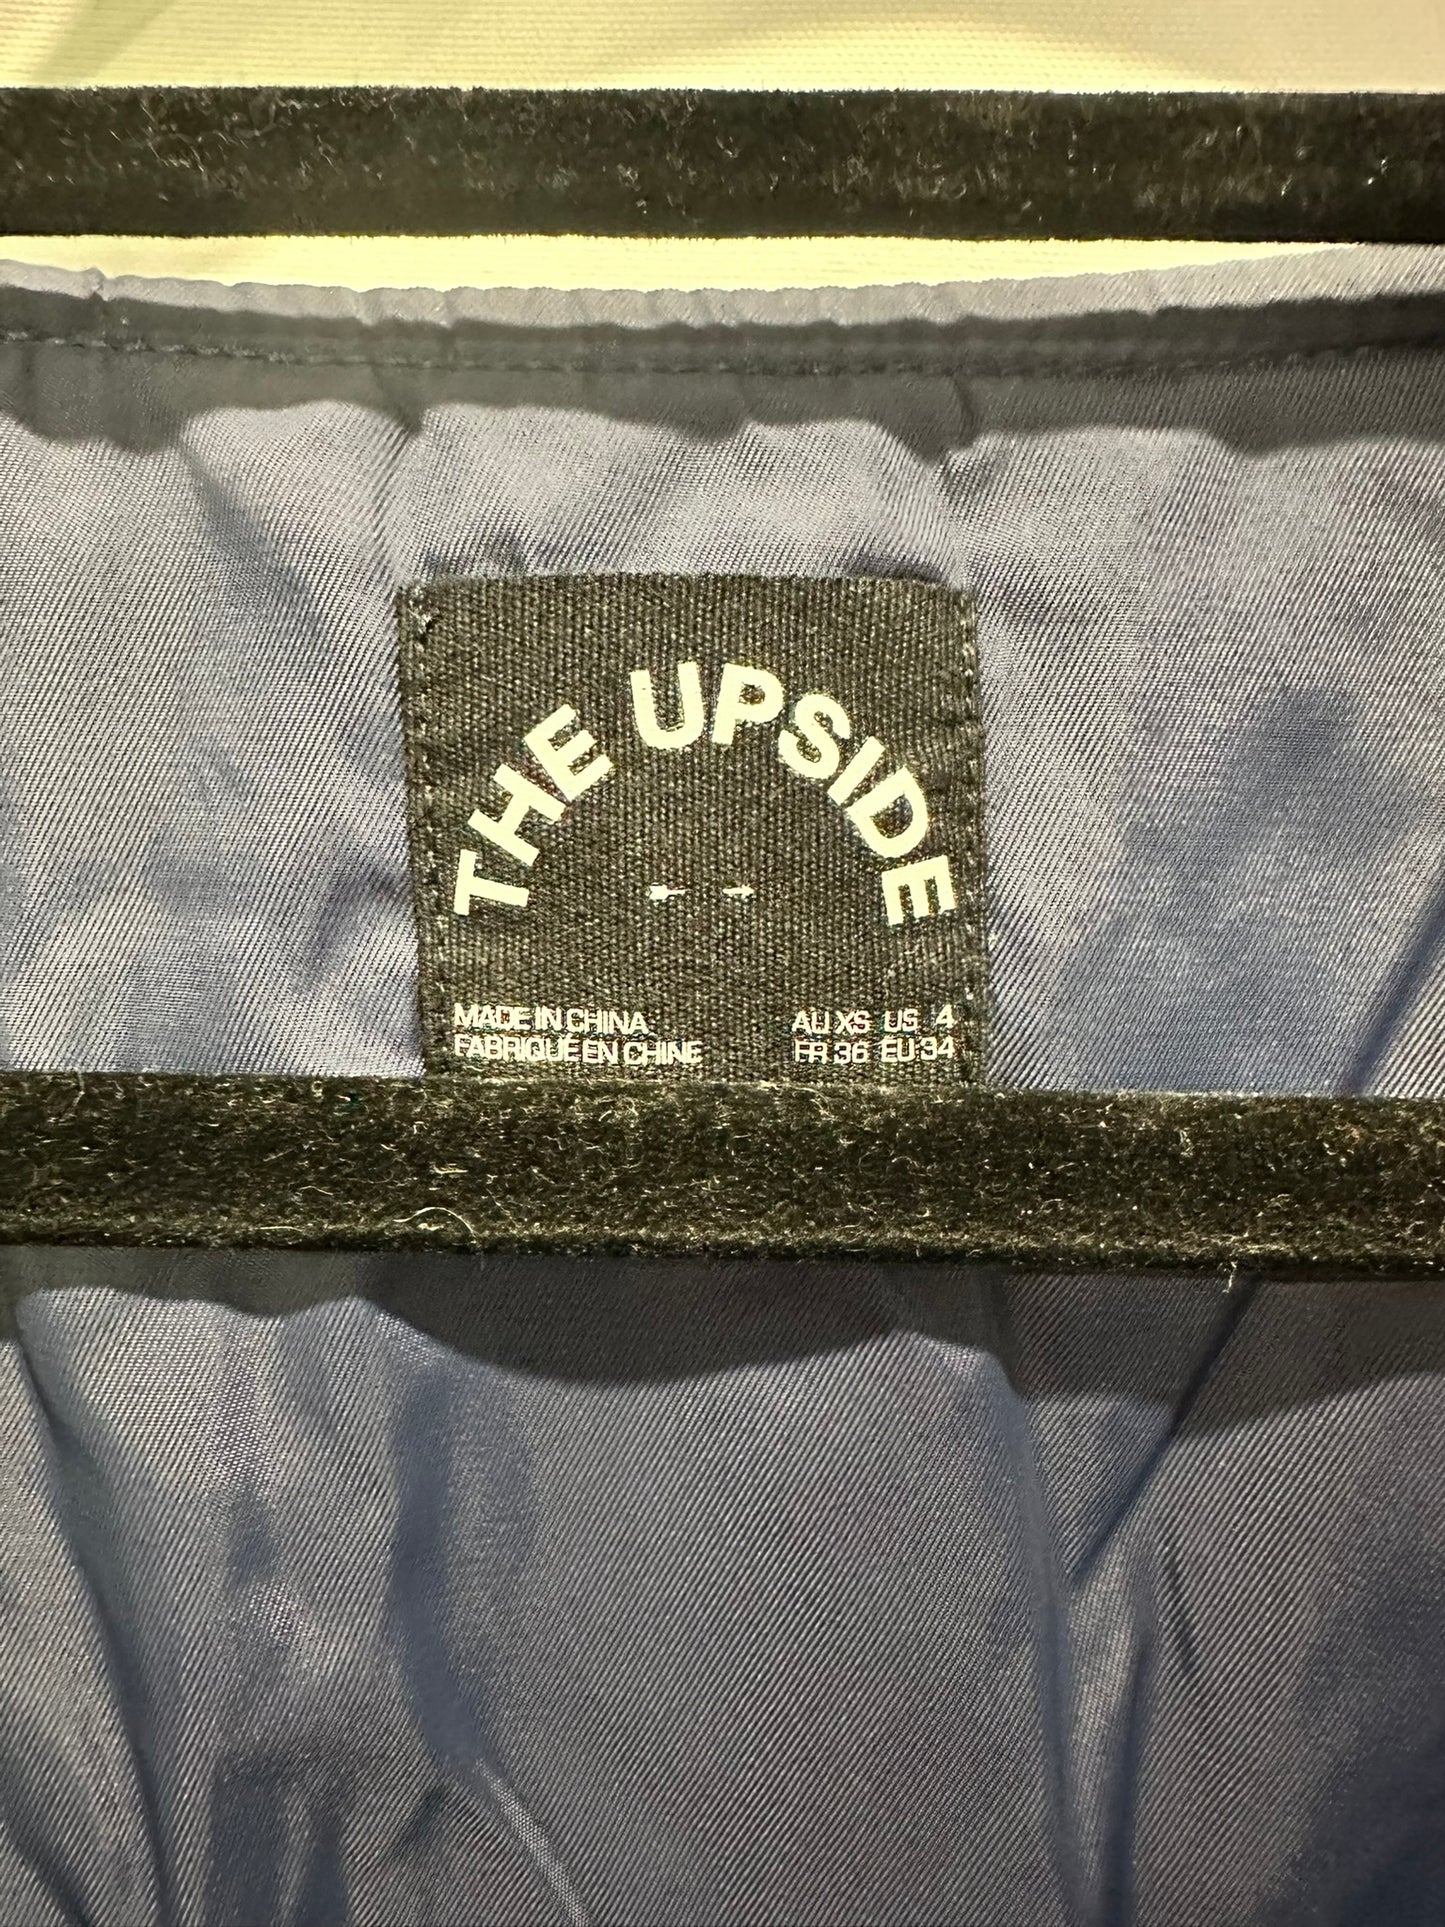 THE UPSIDE
MADE IN CHINA AU XS US 4
FABRIQUÉ EN CHINE FR 36 EU 34